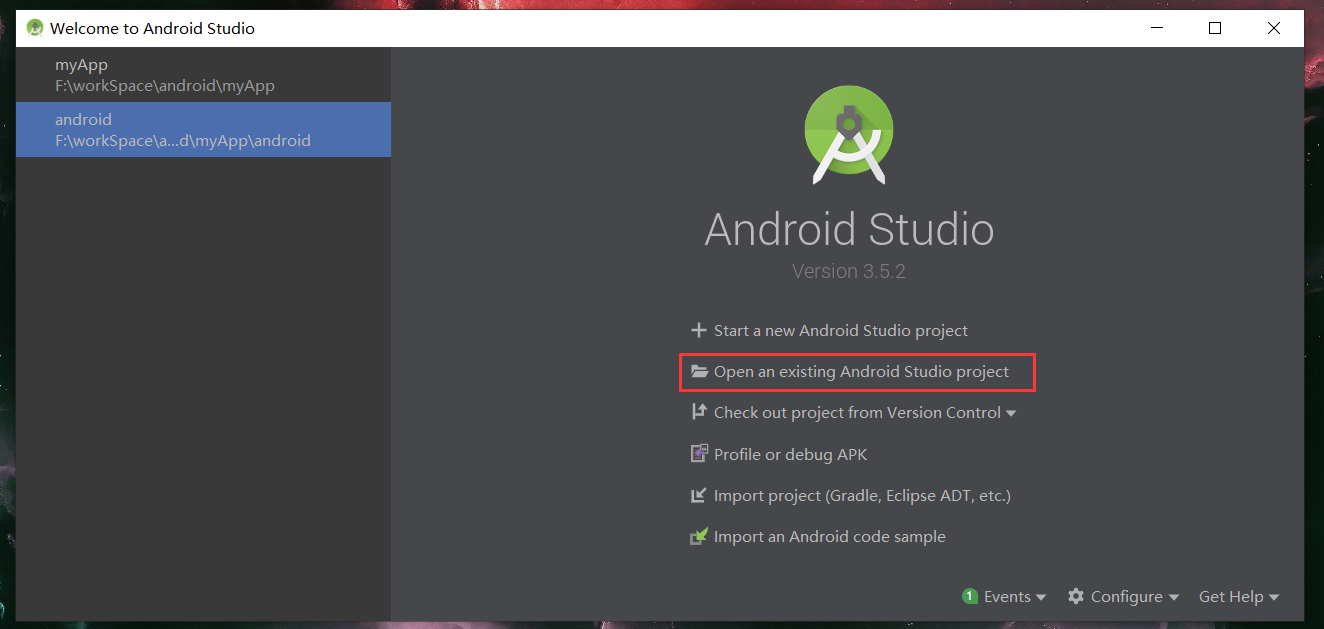 Welcome to Android Studio
myApp
F:\workSpace\android\myApp
android
F:\workSpace\a...d\myApp\android
Android Studio
Version 3.5.2
Start a new Android Studio project
Open an existing Android Studio project
Check out project from Version Control
Profile or debug APK
Import project (Gradle, Eclipse ADT, etc.)
Import an Android code sample
1 Events Configure Get Help